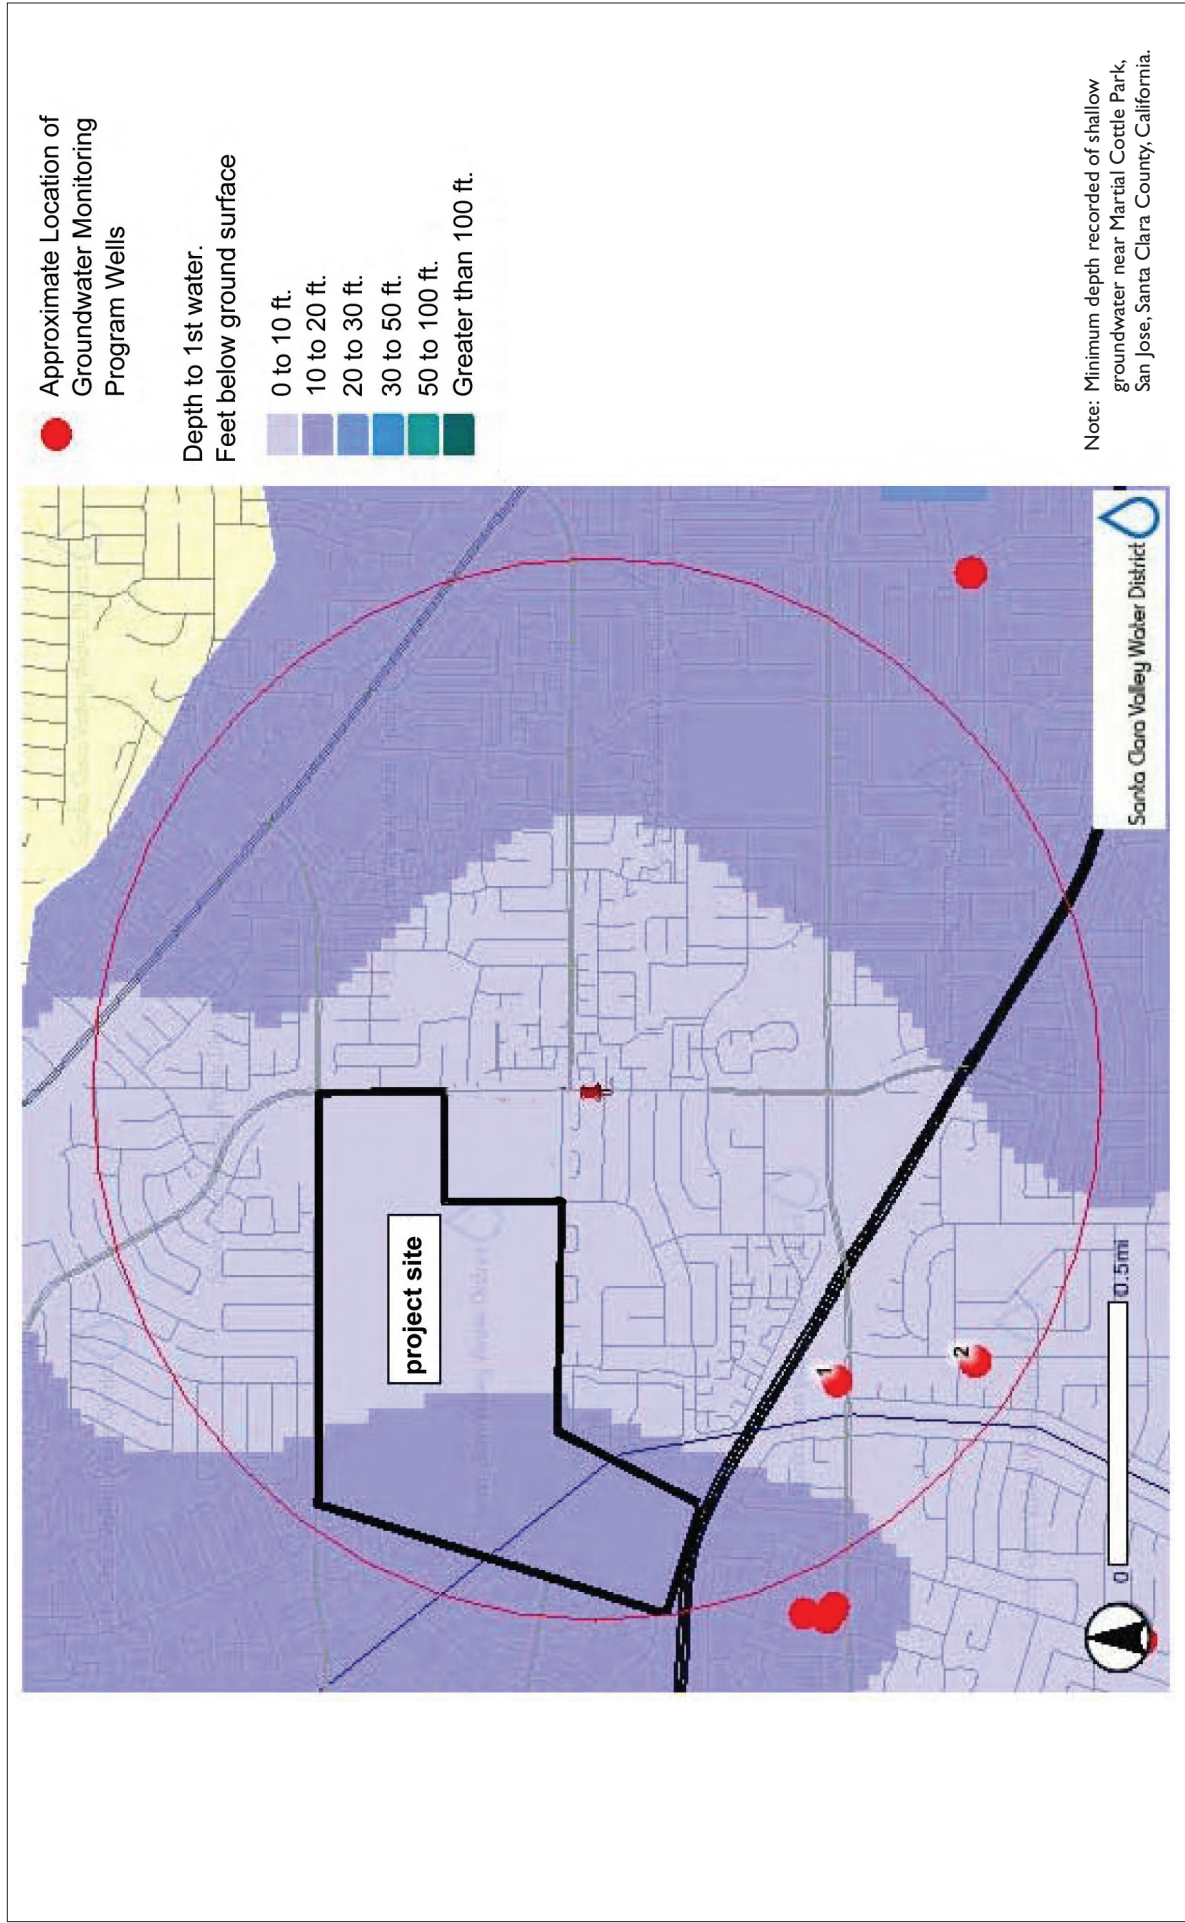 Approximate Location of
Groundwater Monitoring
Program Wells
Depth to 1st water.
Feet below ground surface
0 to 10 ft.
10 to 20 ft.
20 to 30 ft.
30 to 50 ft.
50 to 100 ft.
Greater than 100 ft.
project site
1
2
0
0.5mi
Santa Clara Valley Water District
Note: Minimum depth recorded of shallow
groundwater near Martial Cottle Park,
San Jose, Santa Clara County, California.